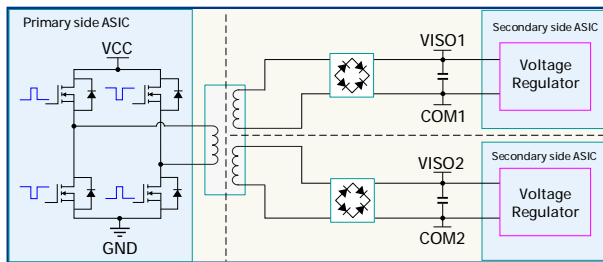 Primary side ASIC
VCC
GND
VISO1
COM1
Secondary side ASIC
Voltage
Regulator
VISO2
COM2
Secondary side ASIC
Voltage
Regulator